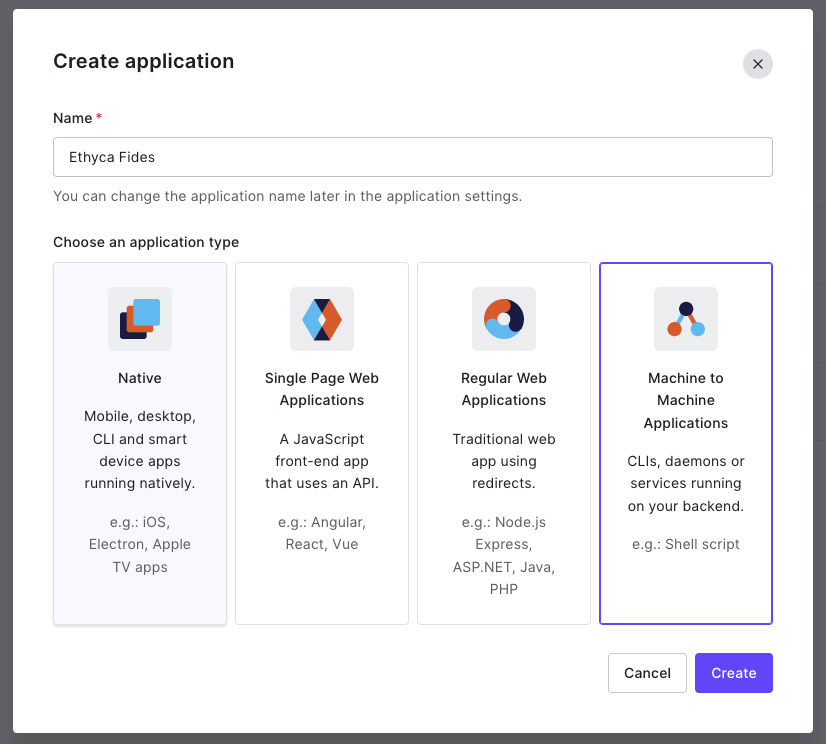 Create application
Name *
Ethyca Fides
You can change the application name later in the application settings.
Choose an application type
Native
Mobile, desktop,
CLI and smart
device apps
running natively.
e.g.: iOS,
Electron, Apple
TV apps
Single Page Web
Applications
A JavaScript
front-end app
that uses an API.
e.g.: Angular,
React, Vue
Regular Web
Applications
Traditional web
app using
redirects.
e.g.: Node.js
Express,
ASP.NET, Java,
PHP
Machine to
Machine
Applications
CLIs, daemons or
services running
on your backend.
e.g.: Shell script
Cancel
Create